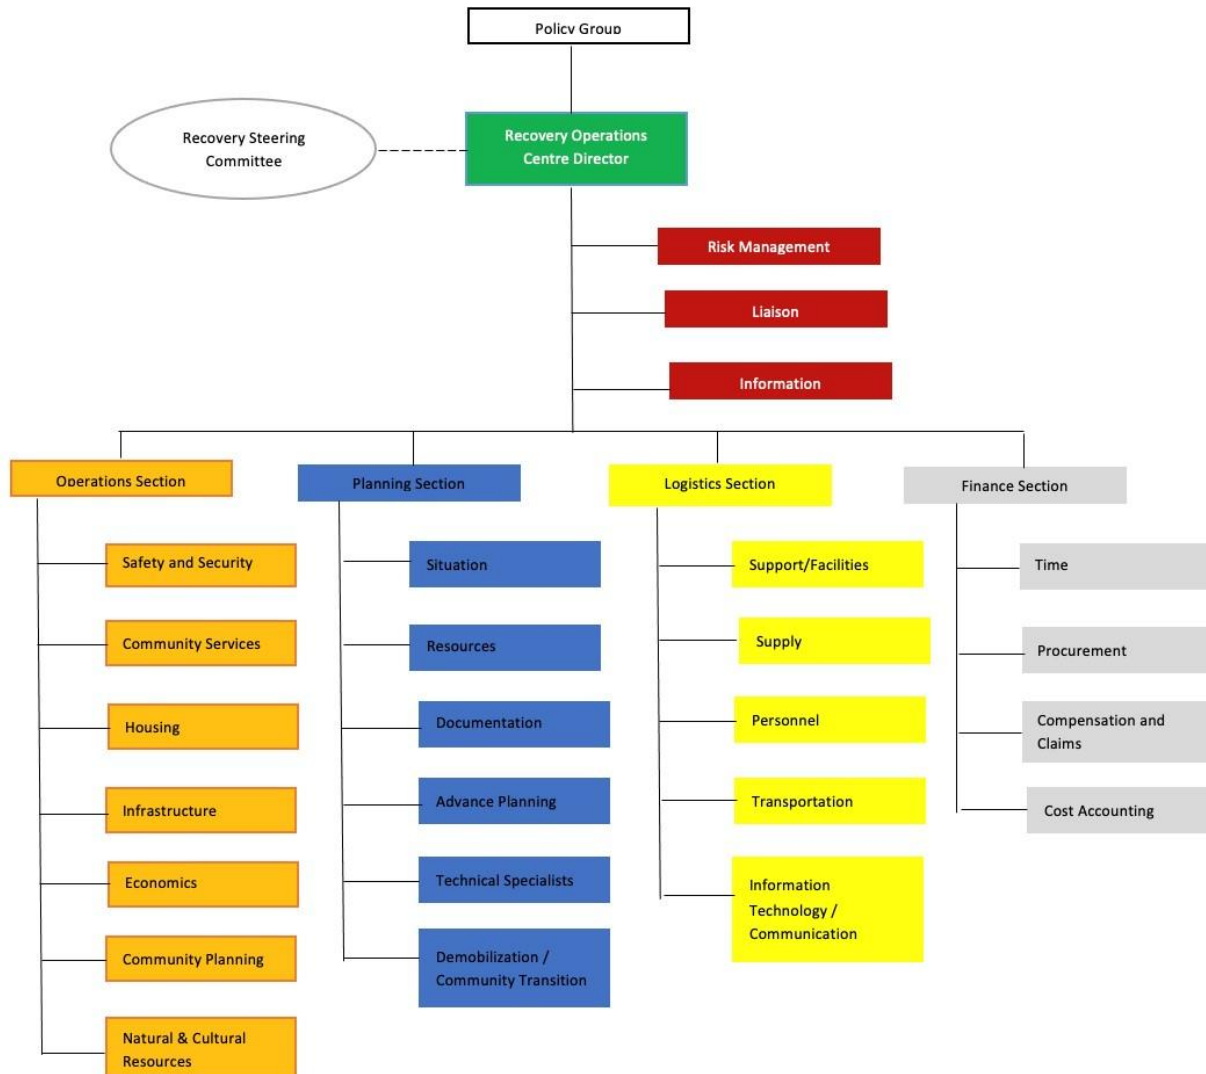 Policy Group
Recovery Steering
Committee
Recovery Operations
Centre Director
Risk Management
Liaison
Information
Operations Section
Safety and Security
Community Services
Housing
Infrastructure
Economics
Community Planning
Natural & Cultural
Resources
Planning Section
Situation
Resources
Documentation
Advance Planning
Technical Specialists
Demobilization /
Community Transition
Logistics Section
Support/Facilities
Supply
Personnel
Transportation
Information
Technology /
Communication
Finance Section
Time
Procurement
Compensation and
Claims
Cost Accounting